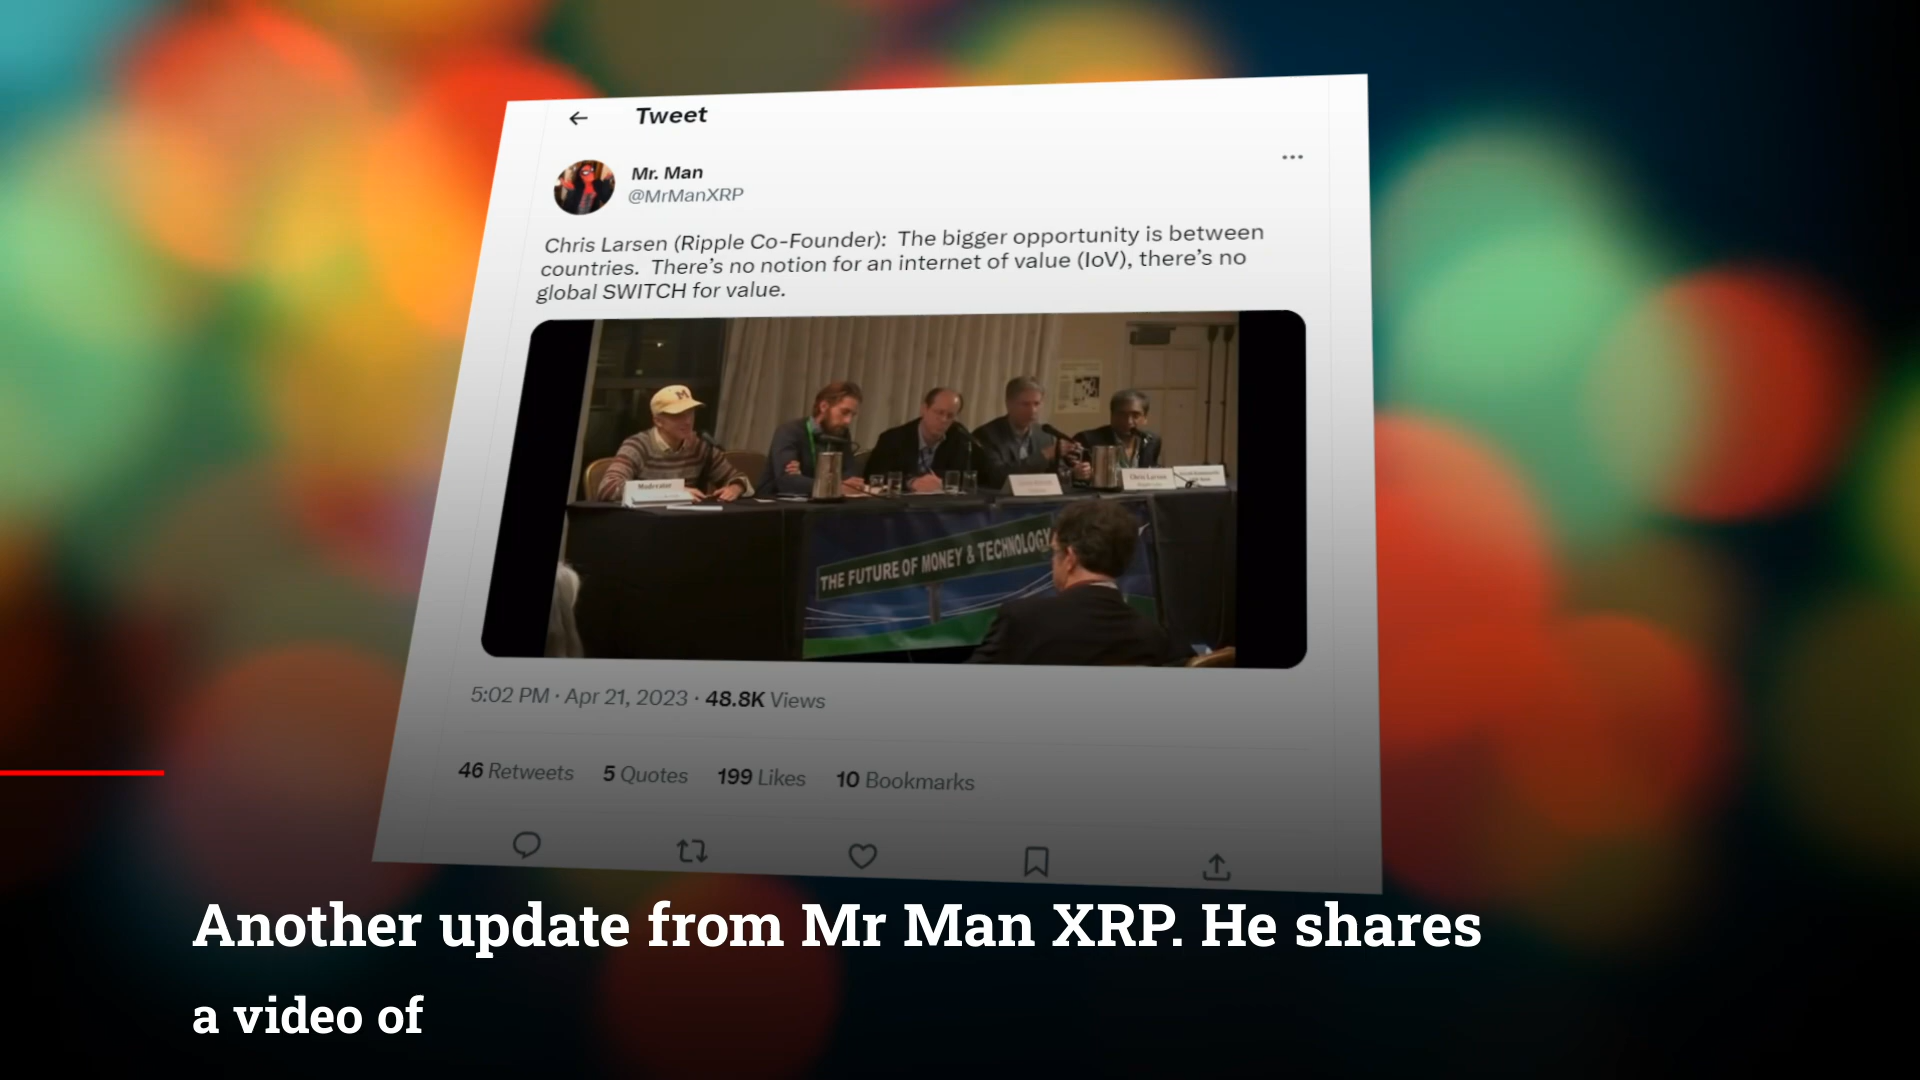 Tweet
Mr. Man
@MrManXRP
Chris Larsen (Ripple Co-Founder): The bigger opportunity is between
countries. There's no notion for an internet of value (IoV), there's no
global SWITCH for value.
M
Moderator
Chris Larsen
THE FUTURE OF MONEY & TECHNOLOGY
5:02 PM · Apr 21, 2023 · 48.8K Views
46 Retweets 5 Quotes 199 Likes 10 Bookmarks
Another update from Mr Man XRP. He shares
a video of